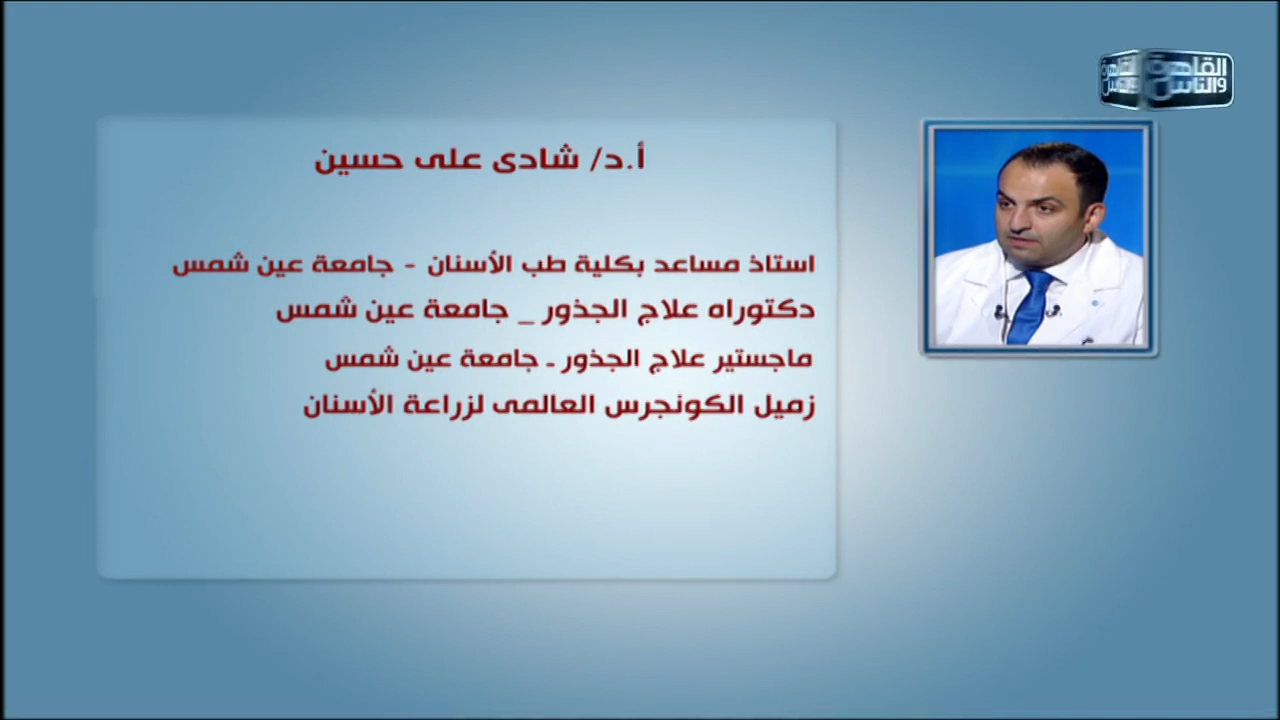 القاهرة
والناس
أ.د/ شادى على حسين
استاذ مساعد بكلية طب الأسنان - جامعة عين شمس
دكتوراه علاج الجذور _ جامعة عين شمس
ماجستير علاج الجذور - جامعة عين شمس
زميل الكونجرس العالمى لزراعة الأسنان